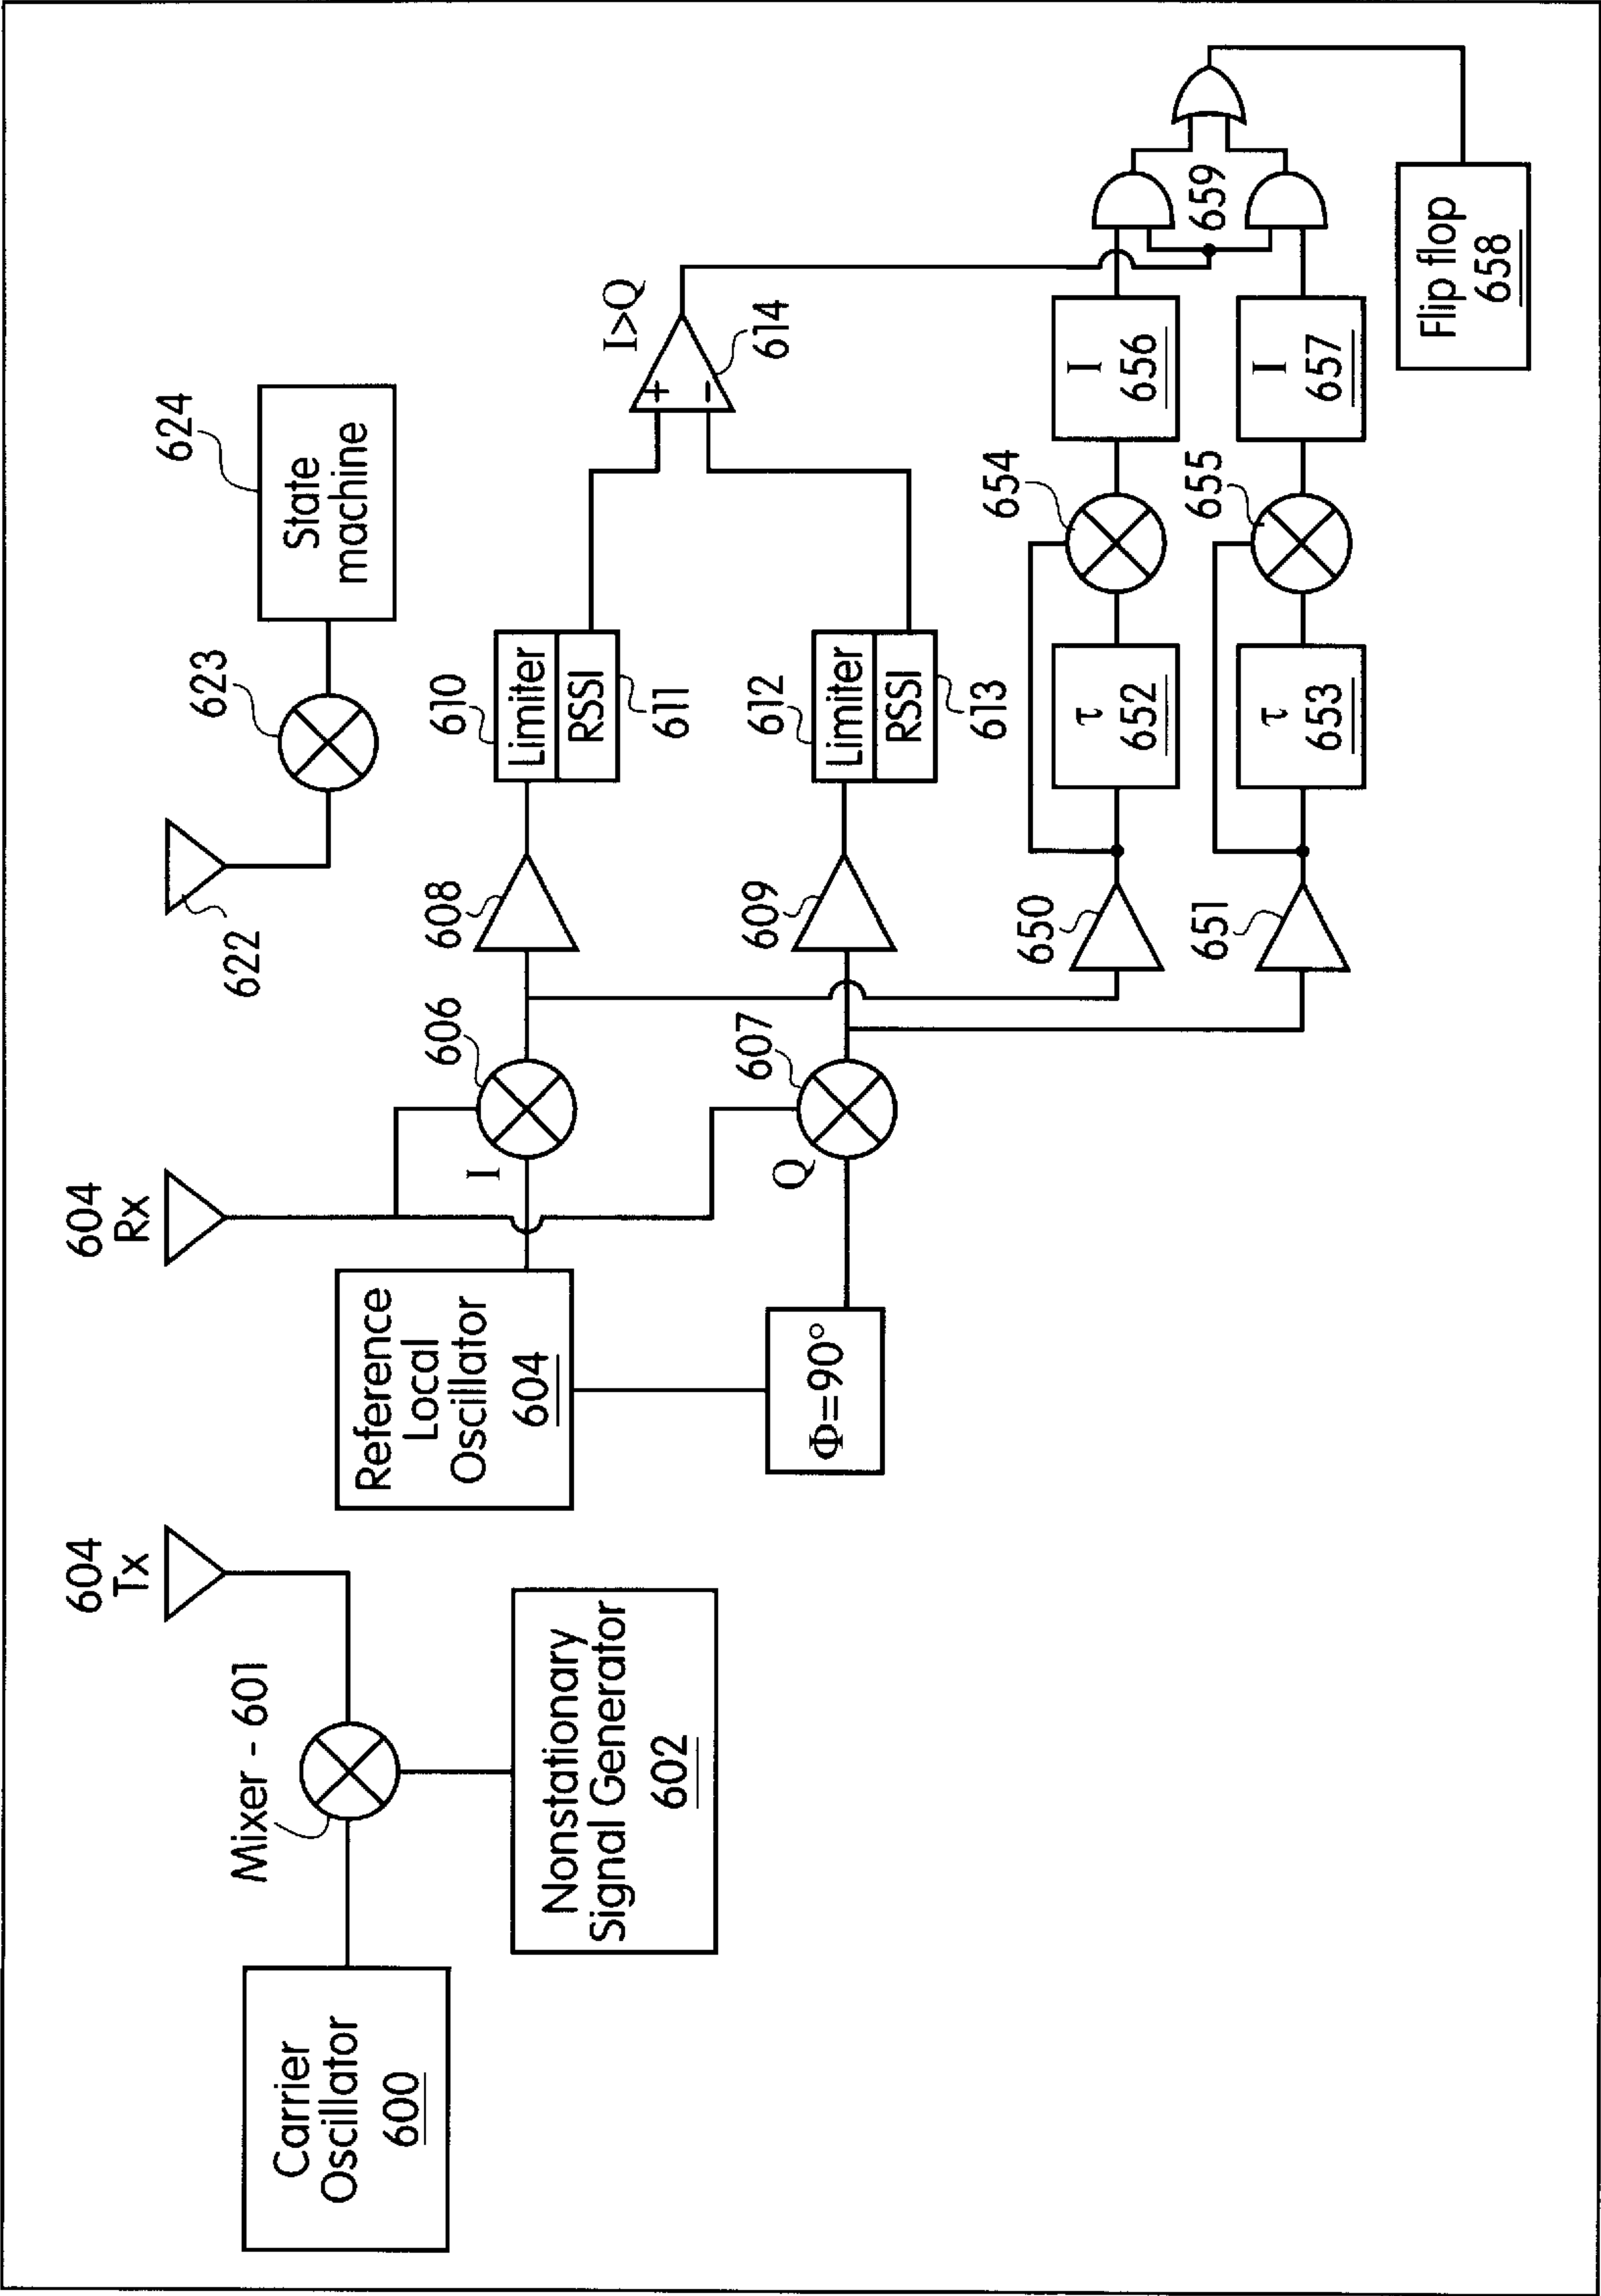 604
Tx
Mixer - 601
Carrier
Oscillator
600
Nonstationary
Signal Generator
602
604
Rx
Reference
Local
Oscillator
604
Φ=90°
I
Q
606
607
622
623
624
State
machine
608
609
610
Limiter
RSSI
611
612
Limiter
RSSI
613
I>Q
+
−
614
650
651
τ
652
τ
653
654
655
I
656
I
657
659
Flip flop
658